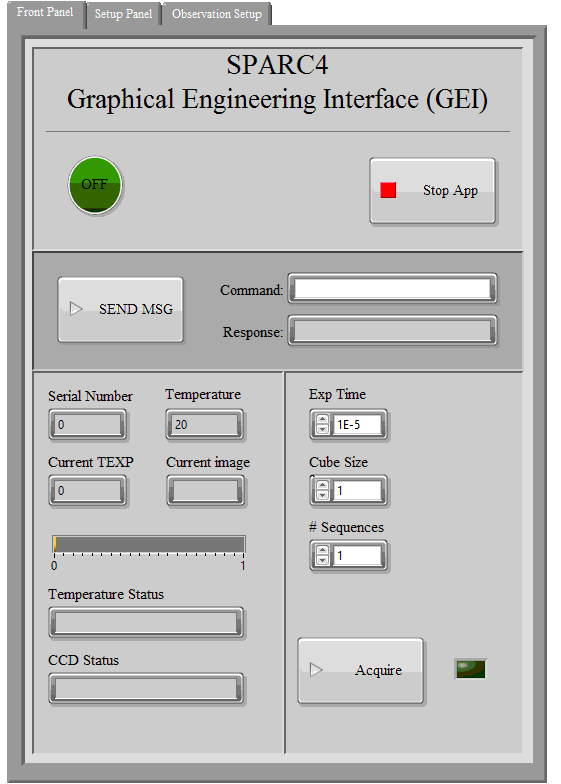 Front Panel
Setup Panel
Observation Setup
SPARC4
Graphical Engineering Interface (GEI)
OFF
Stop App
SEND MSG
Command:
Response:
Serial Number
Temperature
0
20
Current TEXP
Current image
0
0
1
Temperature Status
CCD Status
Exp Time
1E-5
Cube Size
1
# Sequences
1
Acquire